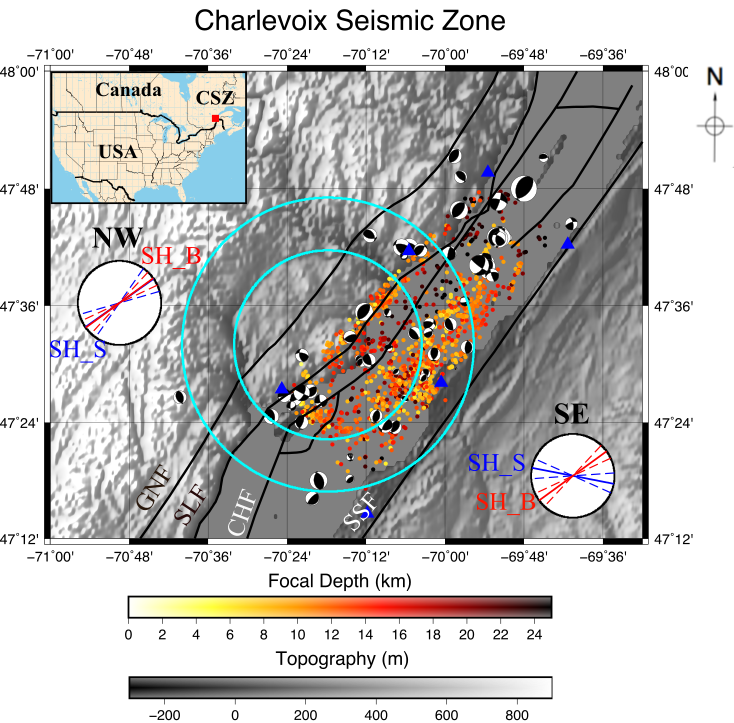 Charlevoix Seismic Zone
−71˚00' −70˚48' −70˚36' −70˚24' −70˚12' −70˚00' −69˚48' −69˚36'
48˚00' 48˚00'
N
Canada
CSZ
USA
47˚48' 47˚48'
NW
SH_B
47˚36' 47˚36'
SH_S
47˚24' 47˚24'
SE
SH_S
SH_B
GNF
SLF
CHF
SSF
47˚12' 47˚12'
−71˚00' −70˚48' −70˚36' −70˚24' −70˚12' −70˚00' −69˚48' −69˚36'
Focal Depth (km)
0 2 4 6 8 10 12 14 16 18 20 22 24
Topography (m)
−200 0 200 400 600 800